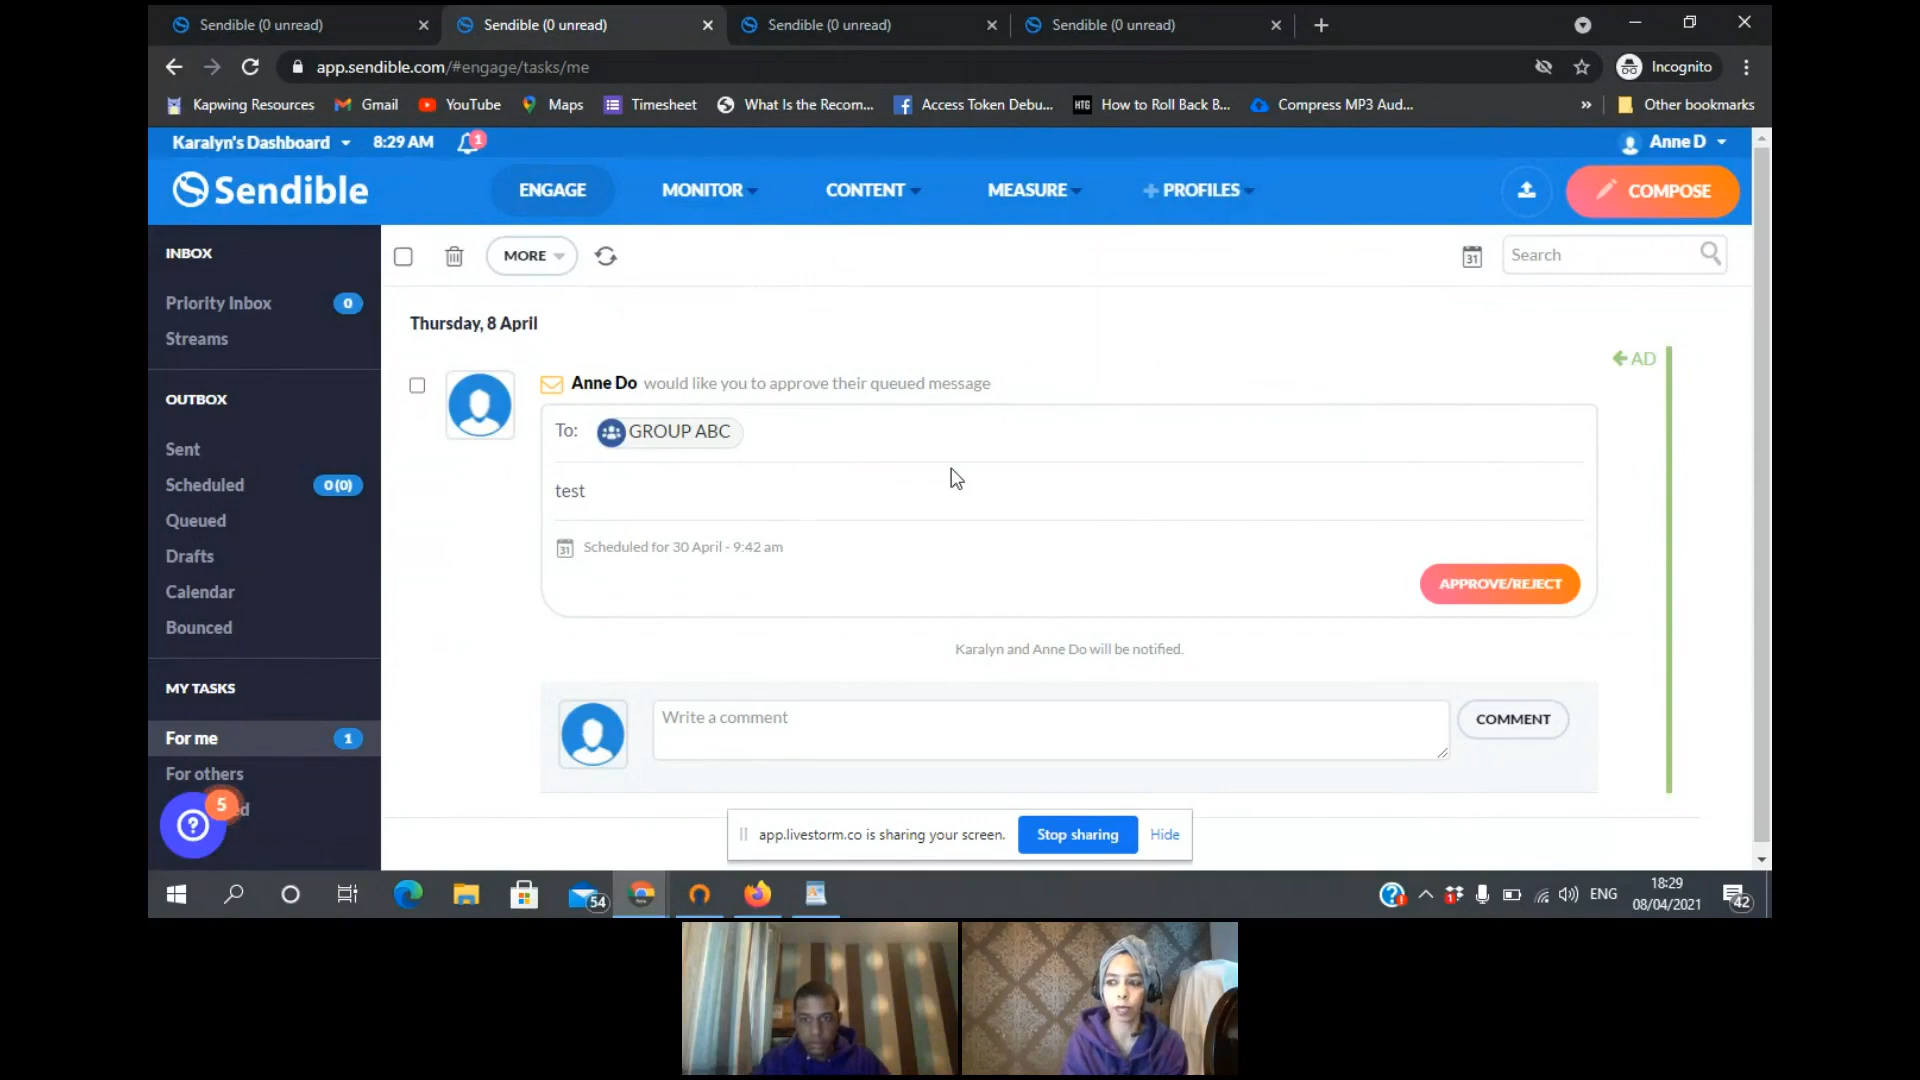 Sendible (0 unread) Sendible (0 unread) Sendible (0 unread) Sendible (0 unread)
app.sendible.com/#engage/tasks/me Incognito
Kapwing Resources Gmail YouTube Maps Timesheet What Is the Recom... Access Token Debu... HTG How to Roll Back B... Compress MP3 Aud... » Other bookmarks
Karalyn's Dashboard 8:29 AM 1 Anne D
Sendible ENGAGE MONITOR CONTENT MEASURE + PROFILES COMPOSE
INBOX
Priority Inbox 0
Streams
OUTBOX
Sent
Scheduled 0 (0)
Queued
Drafts
Calendar
Bounced
MY TASKS
For me 1
For others
5
MORE 31 Search
Thursday, 8 April
AD
Anne Do would like you to approve their queued message
To: GROUP ABC
test
31 Scheduled for 30 April - 9:42 am
APPROVE/REJECT
Karalyn and Anne Do will be notified.
Write a comment COMMENT
app.livestorm.co is sharing your screen. Stop sharing Hide
54 ENG 18:29
08/04/2021 42